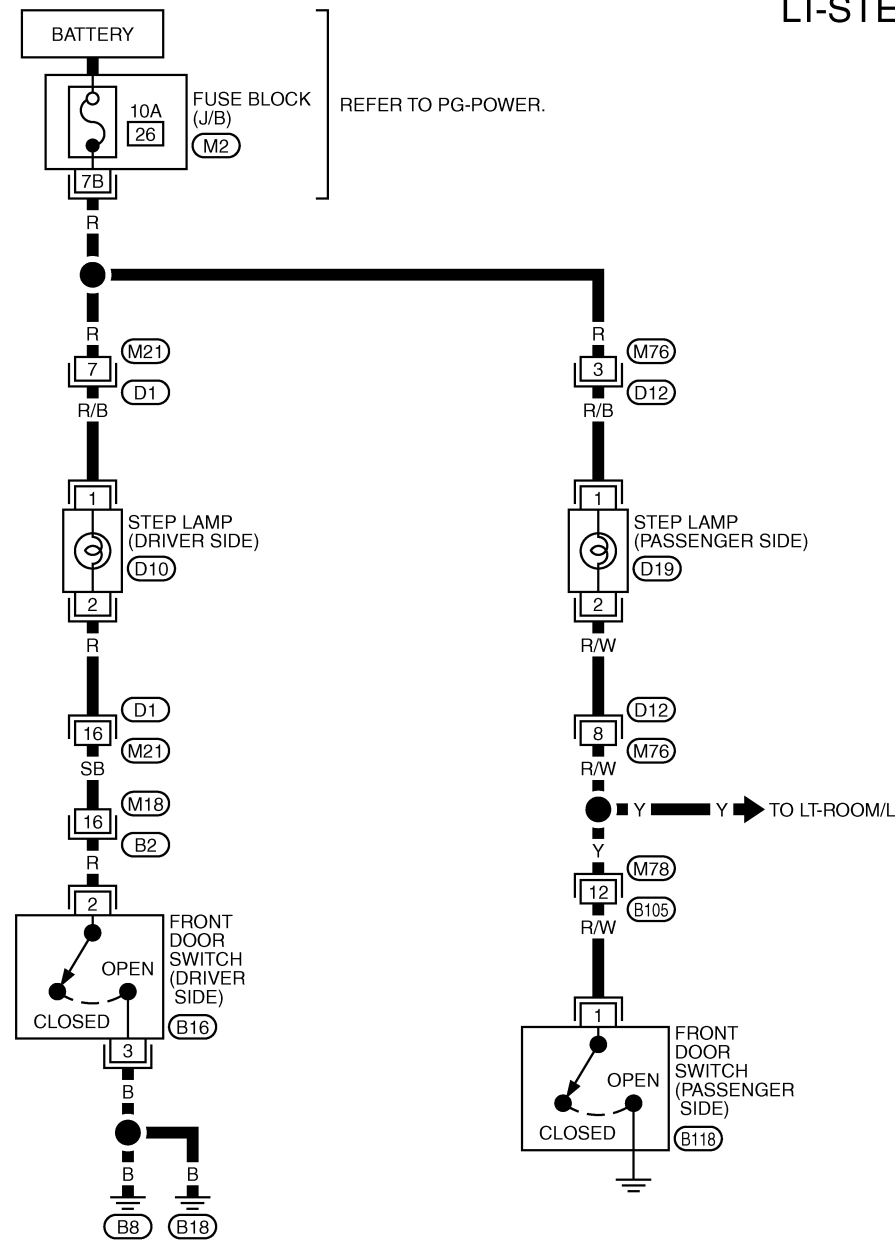 LT-STE
BATTERY
FUSE BLOCK
(J/B)
10A
26
M2
REFER TO PG-POWER.
7B
R
R
R
M21
M76
7
3
D1
D12
R/B
R/B
1
1
STEP LAMP
(DRIVER SIDE)
D10
STEP LAMP
(PASSENGER SIDE)
D19
2
2
R
R/W
D1
D12
16
8
M21
M76
SB
R/W
M18
16
B2
Y
Y
TO LT-ROOM/L
R
Y
M78
12
B105
R/W
2
FRONT
DOOR
SWITCH
(DRIVER
SIDE)
B16
OPEN
CLOSED
3
1
FRONT
DOOR
SWITCH
(PASSENGER
SIDE)
B118
OPEN
CLOSED
B
B
B
B8
B18